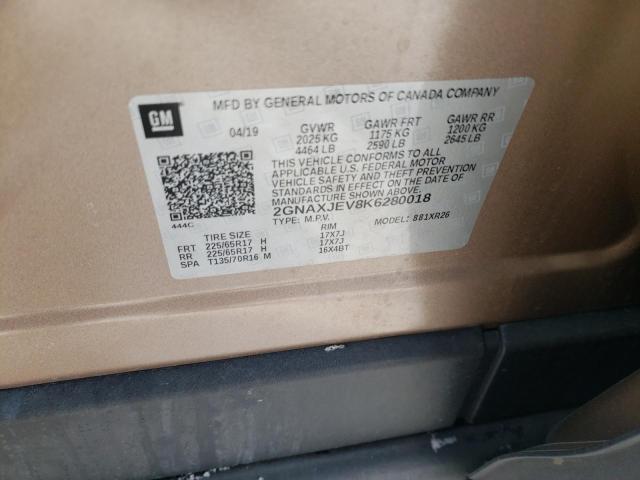 MFD BY GENERAL MOTORS OF CANADA COMPANY
GM
04/19 GVWR GAWR FRT GAWR RR
2025 KG 1175 KG 1200 KG
4464 LB 2590 LB 2645 LB
THIS VEHICLE CONFORMS TO ALL
APPLICABLE U.S. FEDERAL MOTOR
VEHICLE SAFETY AND THEFT PREVENTION
STANDARDS IN EFFECT ON THE DATE OF
MANUFACTURE SHOWN ABOVE.
2GNAXJEV8K6280018
444C TYPE: M.P.V. MODEL: 881XR26
TIRE SIZE RIM
FRT 225/65R17 H 17X7J
RR 225/65R17 H 17X7J
SPA T135/70R16 M 16X4BT